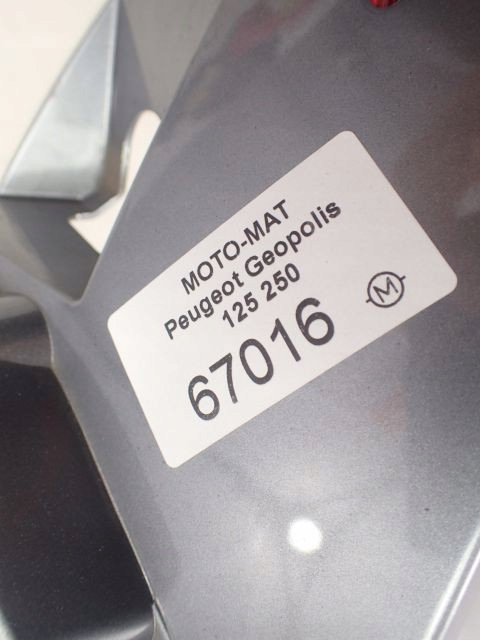 MOTO-MAT
Peugeot Geopolis
125 250
67016
M